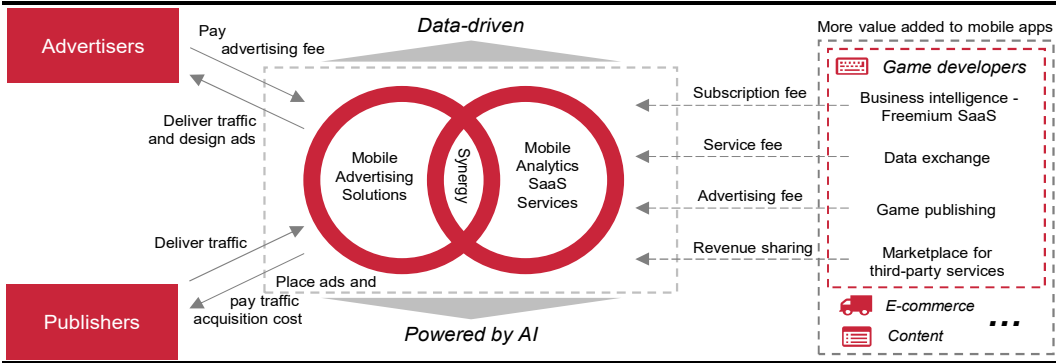 Advertisers
Pay
advertising fee
Deliver traffic
and design ads
Deliver traffic
Place ads and
pay traffic
acquisition cost
Publishers
Data-driven
Mobile
Advertising
Solutions
Synergy
Mobile
Analytics
SaaS
Services
Powered by AI
Subscription fee
Service fee
Advertising fee
Revenue sharing
More value added to mobile apps
Game developers
Business intelligence -
Freemium SaaS
Data exchange
Game publishing
Marketplace for
third-party services
E-commerce
Content
...